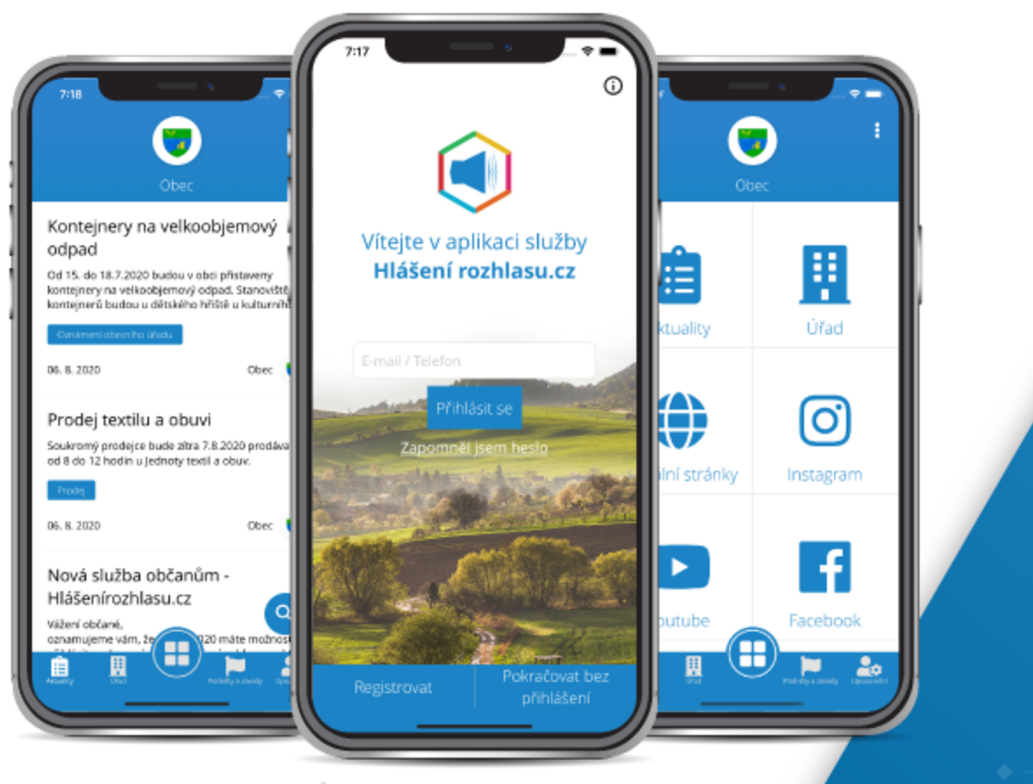 7:18
Obec
Kontejnery na velkoobjemový
odpad
Od 15. do 18.7.2020 budou v obci přistaveny
kontejnery na velkoobjemový odpad. Stanoviště
kontejnerů budou u dětského hřiště u kulturního
Oznámení obecního úřadu
06. 8. 2020
Obec
Prodej textilu a obuvi
Soukromý prodejce bude zítra 7.8.2020 prodáva
od 8 do 12 hodin u Jednoty textil a obuv.
Prodej
06. 8. 2020
Obec
Nová služba občanům -
Hlášenírozhlasu.cz
Vážení občané,
oznamujeme vám, že
2020 máte možnost
Aktuality
Úřad
Podněty a závady
7:17
Vítejte v aplikaci služby
Hlášení rozhlasu.cz
E-mail / Telefon
Přihlásit se
Zapomněl jsem heslo
Registrovat
Pokračovat bez
přihlášení
Obec
ktuality
Úřad
ální stránky
Instagram
outube
Facebook
Úřad
Podněty a závady
Upozornění